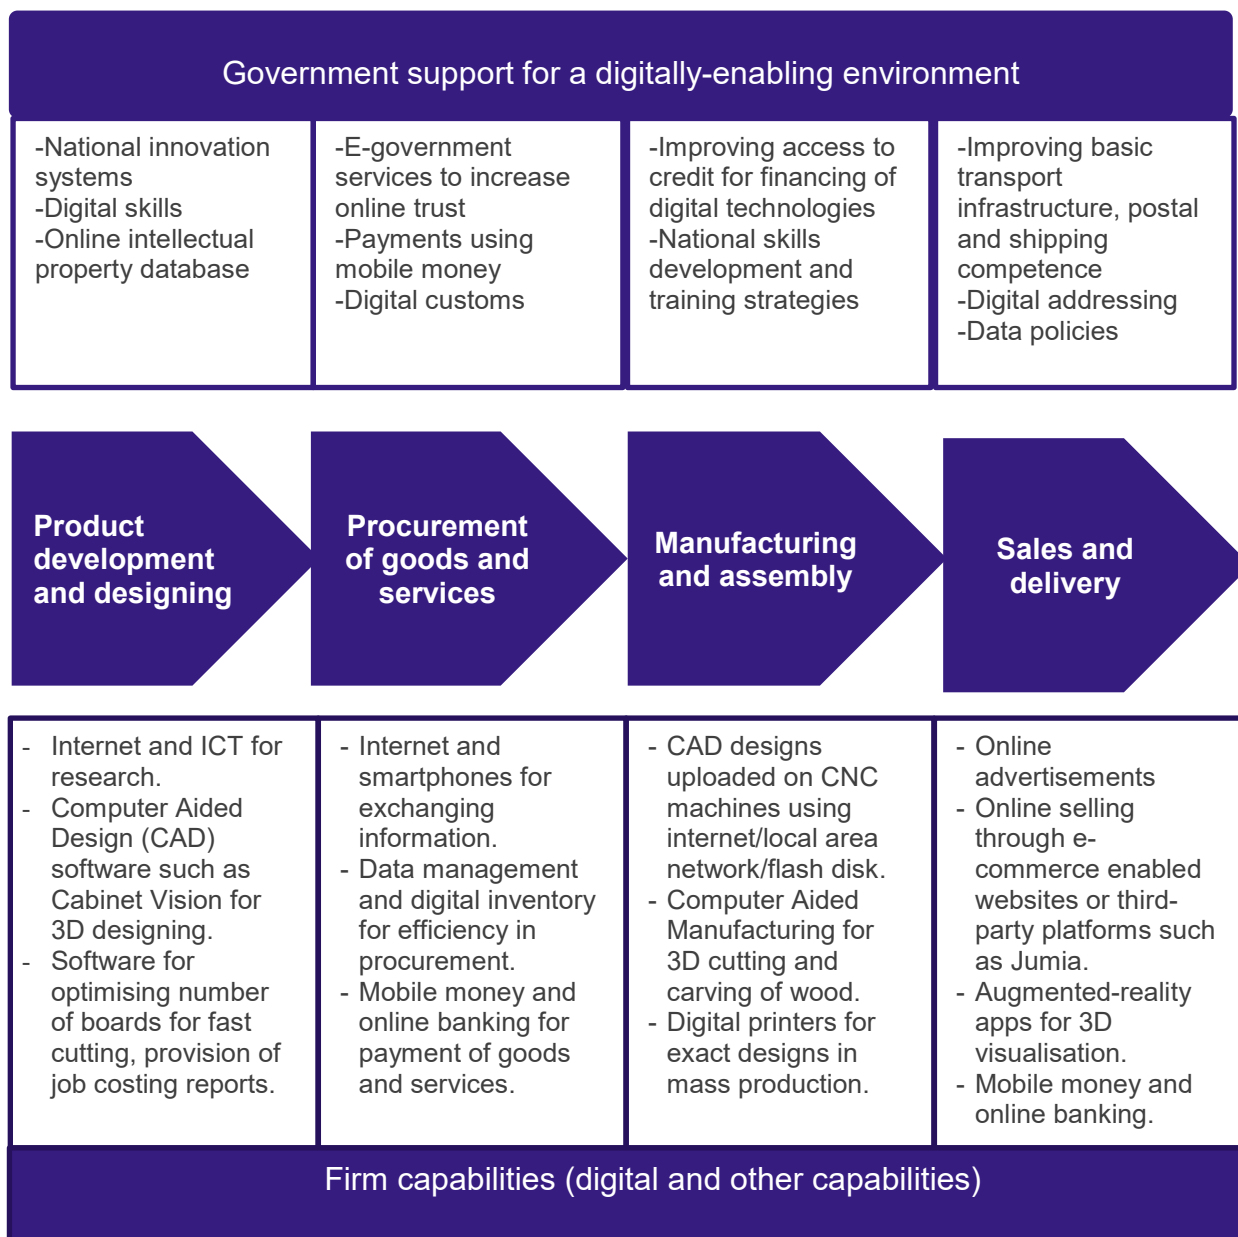 Government support for a digitally-enabling environment
-National innovation
systems
-Digital skills
-Online intellectual
property database
-E-government
services to increase
online trust
-Payments using
mobile money
-Digital customs
-Improving access to
credit for financing of
digital technologies
-National skills
development and
training strategies
-Improving basic
transport
infrastructure, postal
and shipping
competence
-Digital addressing
-Data policies
Product
development
and designing
Procurement
of goods and
services
Manufacturing
and assembly
Sales and
delivery
- Internet and ICT for
research.
- Computer Aided
Design (CAD)
software such as
Cabinet Vision for
3D designing.
- Software for
optimising number
of boards for fast
cutting, provision of
job costing reports.
- Internet and
smartphones for
exchanging
information.
- Data management
and digital inventory
for efficiency in
procurement.
- Mobile money and
online banking for
payment of goods
and services.
- CAD designs
uploaded on CNC
machines using
internet/local area
network/flash disk.
- Computer Aided
Manufacturing for
3D cutting and
carving of wood.
- Digital printers for
exact designs in
mass production.
- Online
advertisements
- Online selling
through e-
commerce enabled
websites or third-
party platforms such
as Jumia.
- Augmented-reality
apps for 3D
visualisation.
- Mobile money and
online banking.
Firm capabilities (digital and other capabilities)